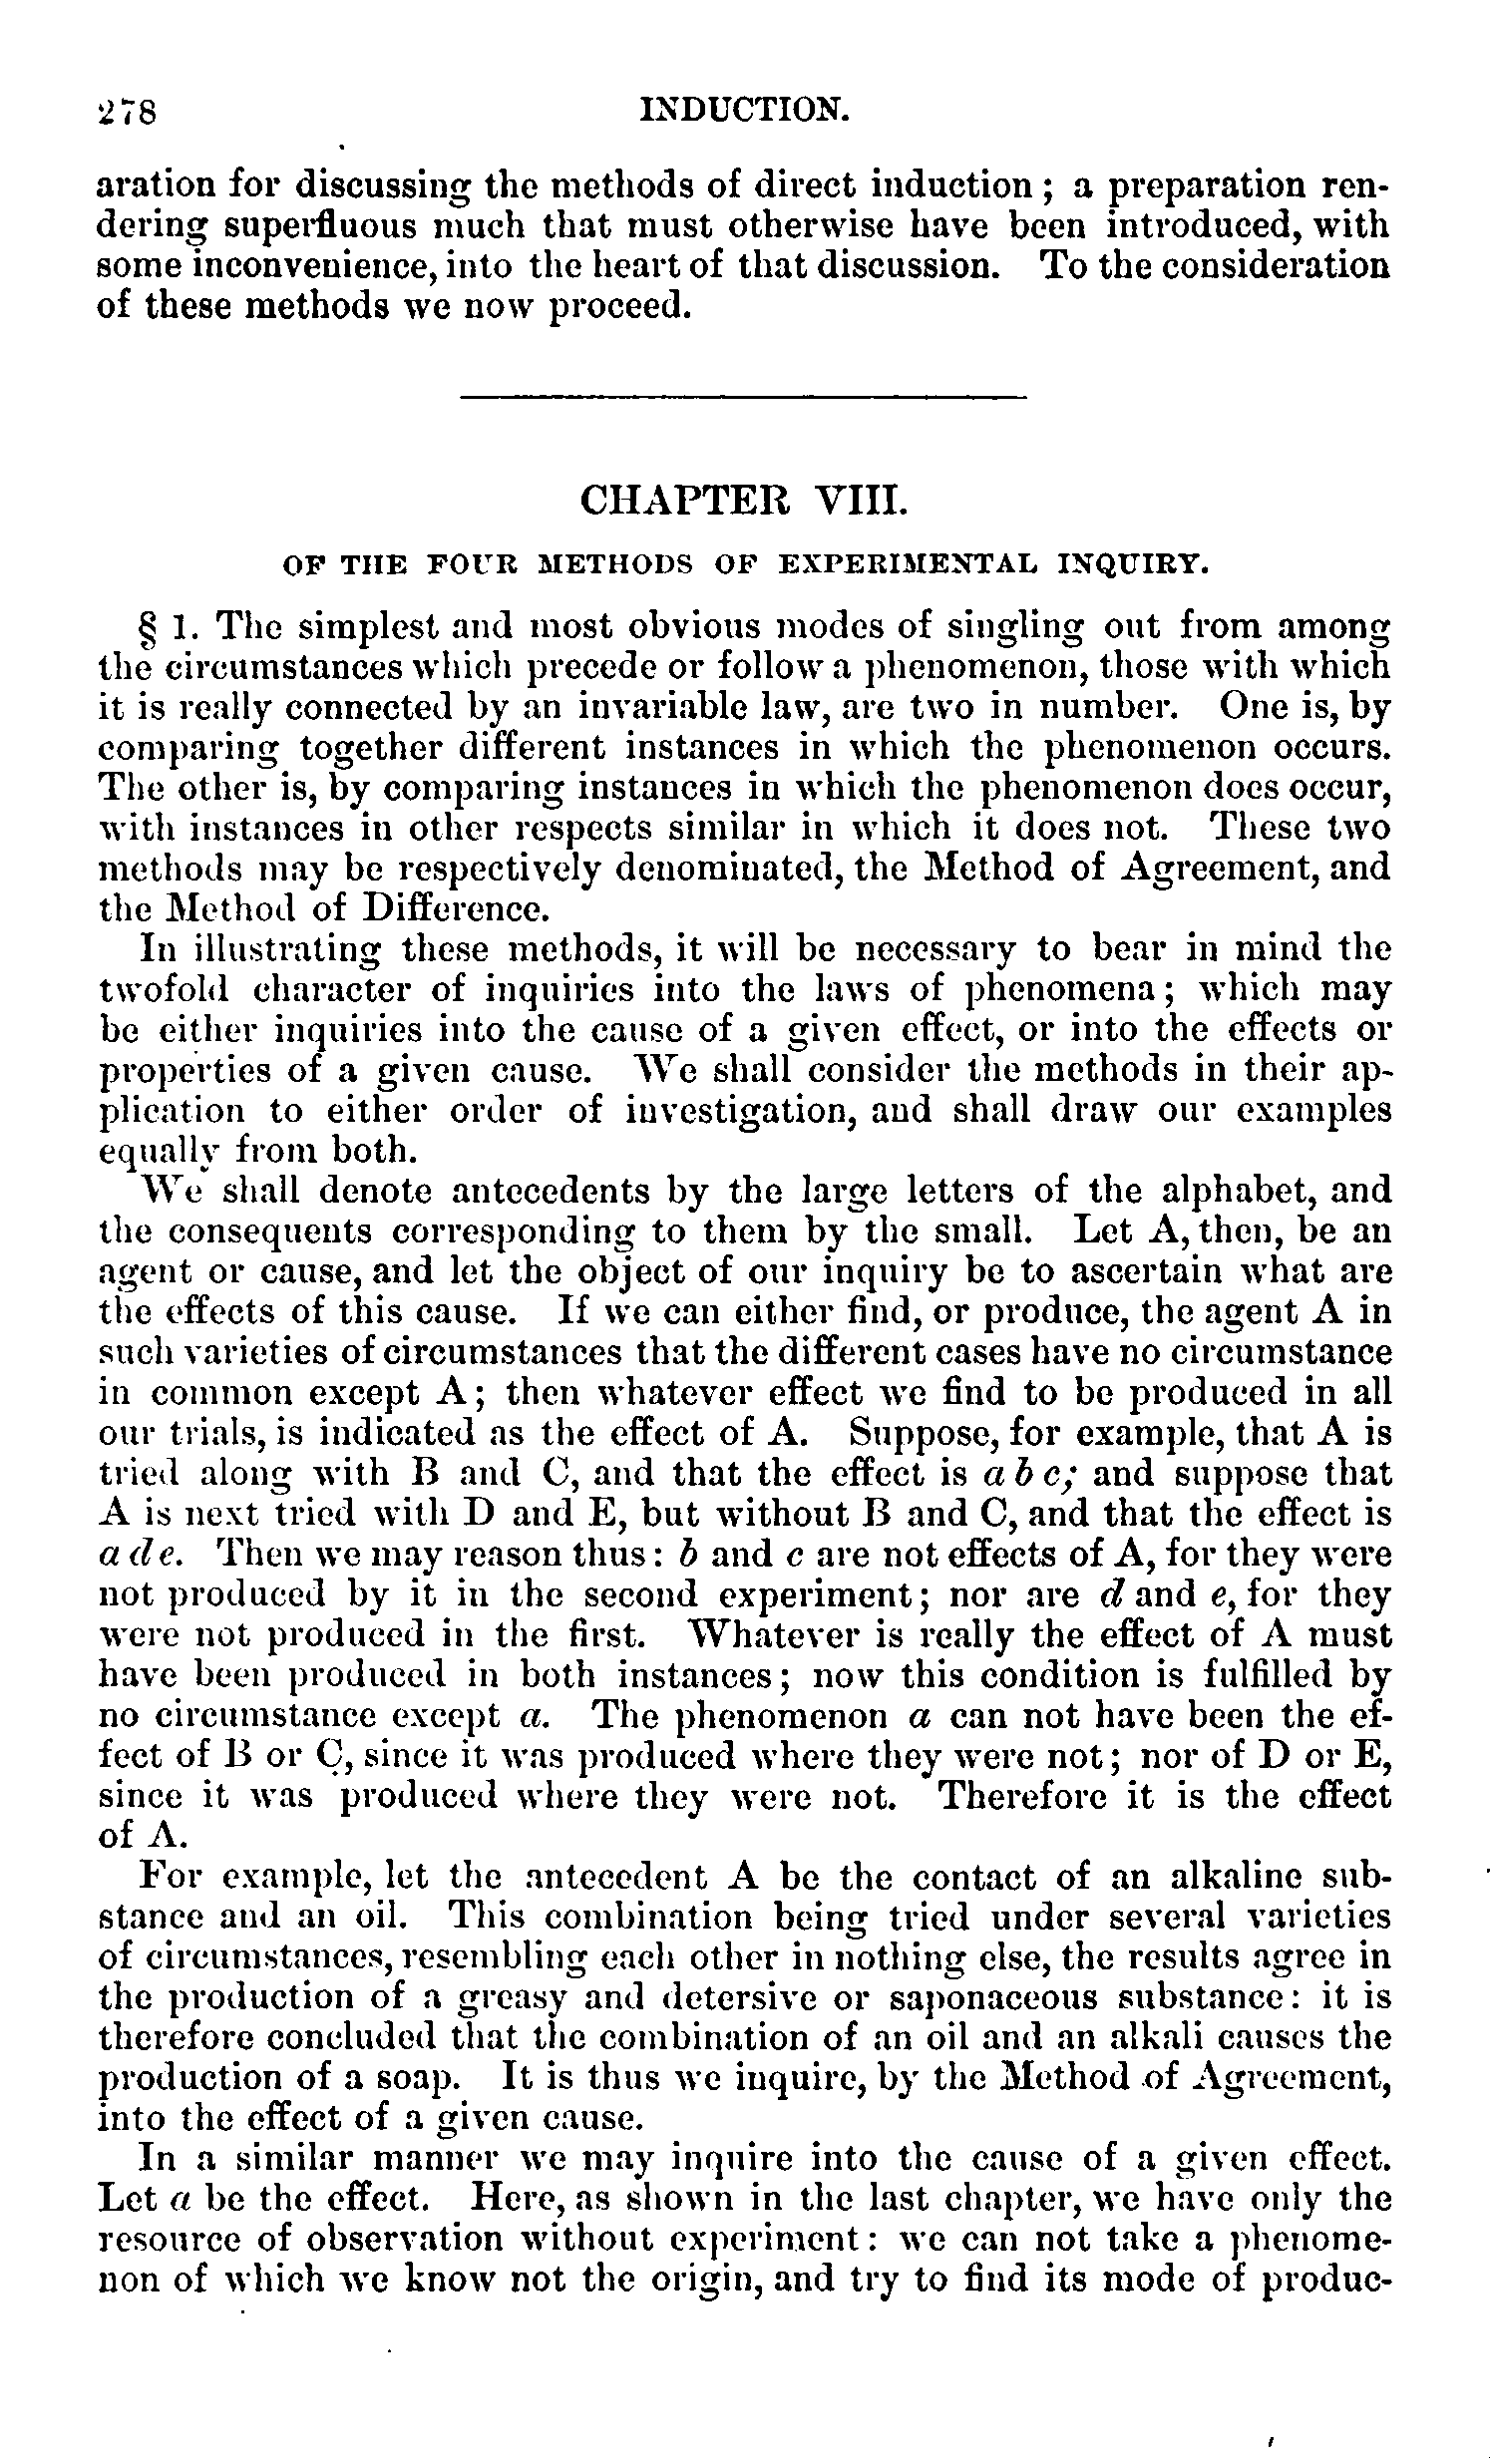 278 INDUCTION.
aration for discussing the methods of direct induction; a preparation ren-
dering superfluous much that must otherwise have been introduced, with
some inconvenience, into the heart of that discussion. To the consideration
of these methods we now proceed.
CHAPTER VIII.
OF THE FOUR METHODS OF EXPERIMENTAL INQUIRY.
§ 1. The simplest and most obvious modes of singling out from among
the circumstances which precede or follow a phenomenon, those with which
it is really connected by an invariable law, are two in number. One is, by
comparing together different instances in which the phenomenon occurs.
The other is, by comparing instances in which the phenomenon does occur,
with instances in other respects similar in which it does not. These two
methods may be respectively denominated, the Method of Agreement, and
the Method of Difference.
In illustrating these methods, it will be necessary to bear in mind the
twofold character of inquiries into the laws of phenomena; which may
be either inquiries into the cause of a given effect, or into the effects or
properties of a given cause. We shall consider the methods in their ap-
plication to either order of investigation, and shall draw our examples
equally from both.
We shall denote antecedents by the large letters of the alphabet, and
the consequents corresponding to them by the small. Let A, then, be an
agent or cause, and let the object of our inquiry be to ascertain what are
the effects of this cause. If we can either find, or produce, the agent A in
such varieties of circumstances that the different cases have no circumstance
in common except A; then whatever effect we find to be produced in all
our trials, is indicated as the effect of A. Suppose, for example, that A is
tried along with B and C, and that the effect is a b c; and suppose that
A is next tried with D and E, but without B and C, and that the effect is
a d e. Then we may reason thus: b and c are not effects of A, for they were
not produced by it in the second experiment; nor are d and e, for they
were not produced in the first. Whatever is really the effect of A must
have been produced in both instances; now this condition is fulfilled by
no circumstance except a. The phenomenon a can not have been the ef-
fect of B or C, since it was produced where they were not; nor of D or E,
since it was produced where they were not. Therefore it is the effect
of A.
For example, let the antecedent A be the contact of an alkaline sub-
stance and an oil. This combination being tried under several varieties
of circumstances, resembling each other in nothing else, the results agree in
the production of a greasy and detersive or saponaceous substance: it is
therefore concluded that the combination of an oil and an alkali causes the
production of a soap. It is thus we inquire, by the Method of Agreement,
into the effect of a given cause.
In a similar manner we may inquire into the cause of a given effect.
Let a be the effect. Here, as shown in the last chapter, we have only the
resource of observation without experiment: we can not take a phenome-
non of which we know not the origin, and try to find its mode of produc-